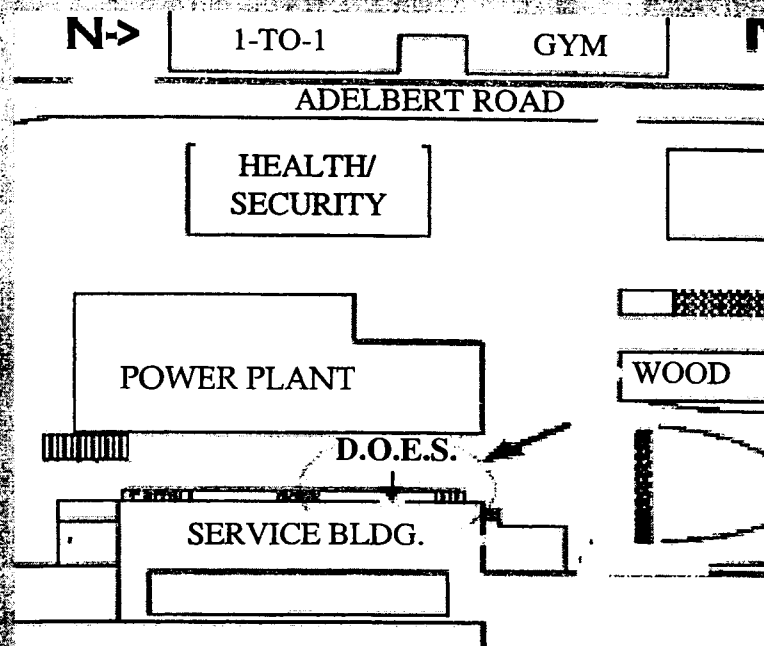 N->
1-TO-1
GYM
ADELBERT ROAD
HEALTH/
SECURITY
POWER PLANT
WOOD
D.O.E.S.
SERVICE BLDG.